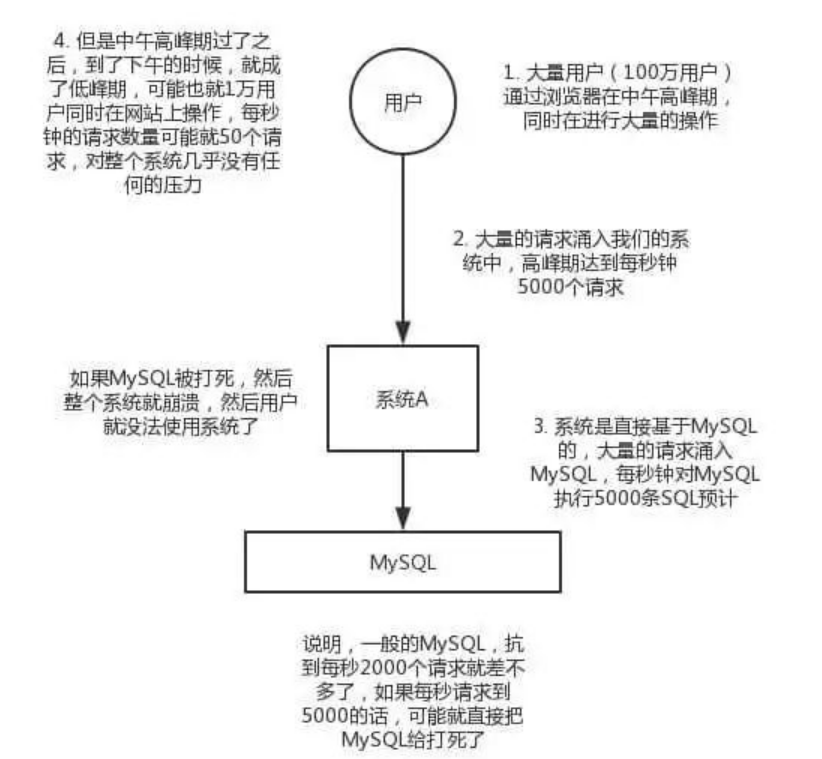 4. 但是中午高峰期过了之
后，到了下午的时候，就成
了低峰期，可能也就1万用
户同时在网站上操作，每秒
钟的请求数量可能就50个请
求，对整个系统几乎没有任
何的压力
用户
1. 大量用户（100万用户）
通过浏览器在中午高峰期，
同时在进行大量的操作
2. 大量的请求涌入我们的系
统中，高峰期达到每秒钟
5000个请求
如果MySQL被打死，然后
整个系统就崩溃，然后用户
就没法使用系统了
系统A
3. 系统是直接基于MySQL
的，大量的请求涌入
MySQL，每秒钟对MySQL
执行5000条SQL预计
MySQL
说明，一般的MySQL，抗
到每秒2000个请求就差不
多了，如果每秒请求到
5000的话，可能就直接把
MySQL给打死了